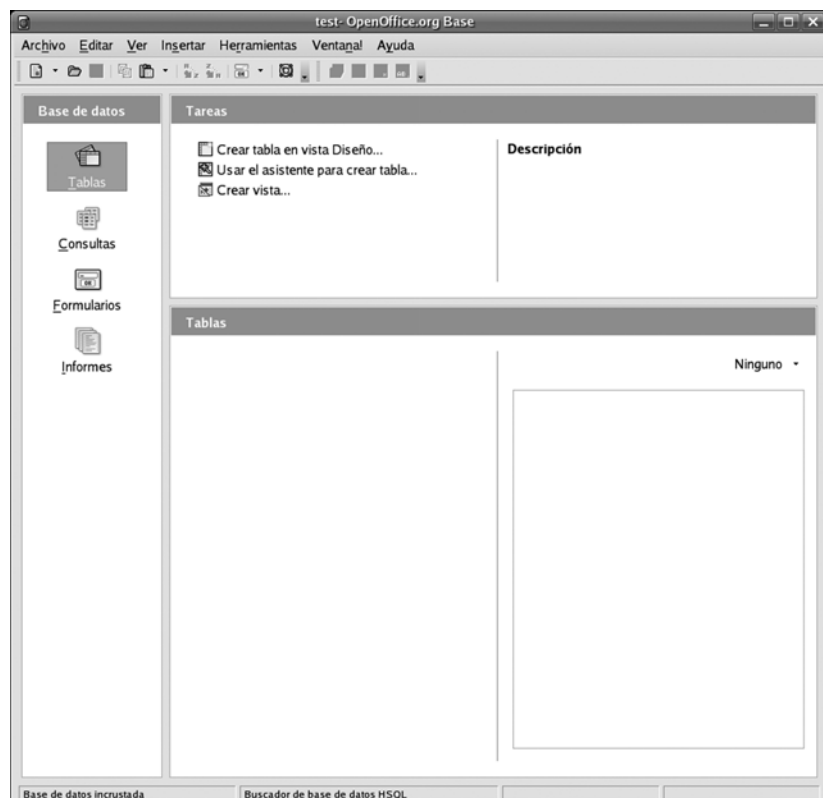 test- OpenOffice.org Base
Archivo Editar Ver Insertar Herramientas Ventana! Ayuda
Base de datos
Tablas
Consultas
Formularios
Informes
Tareas
Crear tabla en vista Diseño...
Usar el asistente para crear tabla...
Crear vista...
Descripción
Tablas
Ninguno
Base de datos incrustada
Buscador de base de datos HSQL